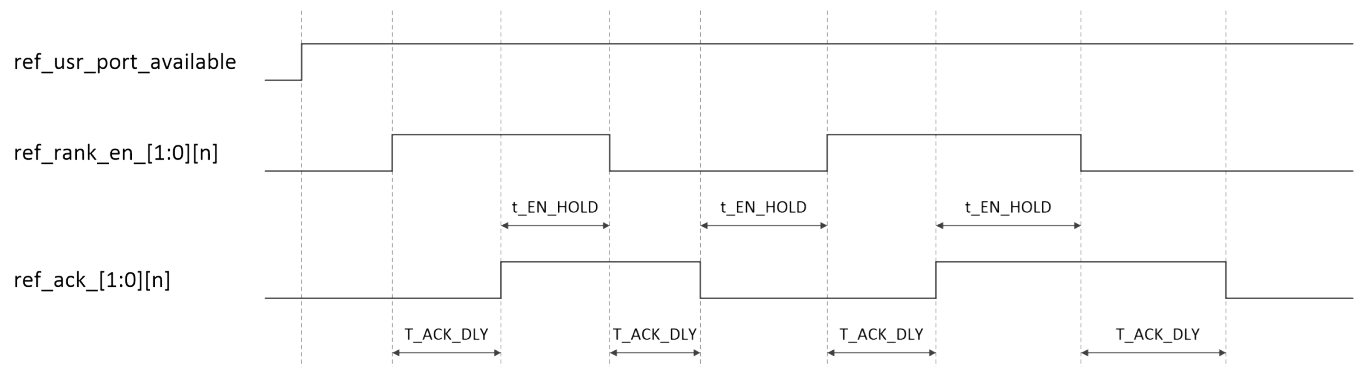 ref_usr_port_available
ref_rank_en_[1:0][n]
t_EN_HOLD t_EN_HOLD t_EN_HOLD
ref_ack_[1:0][n]
T_ACK_DLY T_ACK_DLY T_ACK_DLY T_ACK_DLY